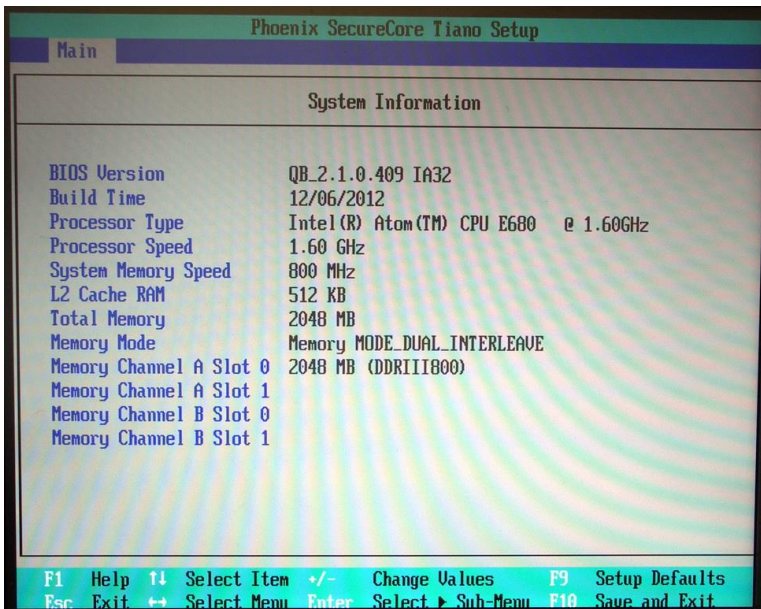 Phoenix SecureCore Tiano Setup
Main
System Information
BIOS Version QB_2.1.0.409 IA32
Build Time 12/06/2012
Processor Type Intel(R) Atom(TM) CPU E680 @ 1.60GHz
Processor Speed 1.60 GHz
System Memory Speed 800 MHz
L2 Cache RAM 512 KB
Total Memory 2048 MB
Memory Mode Memory MODE_DUAL_INTERLEAVE
Memory Channel A Slot 0 2048 MB (DDRIII800)
Memory Channel A Slot 1
Memory Channel B Slot 0
Memory Channel B Slot 1
F1 Help ↑↓ Select Item +/- Change Values F9 Setup Defaults
Esc Exit ↔ Select Menu Enter Select ▶ Sub-Menu F10 Save and Exit